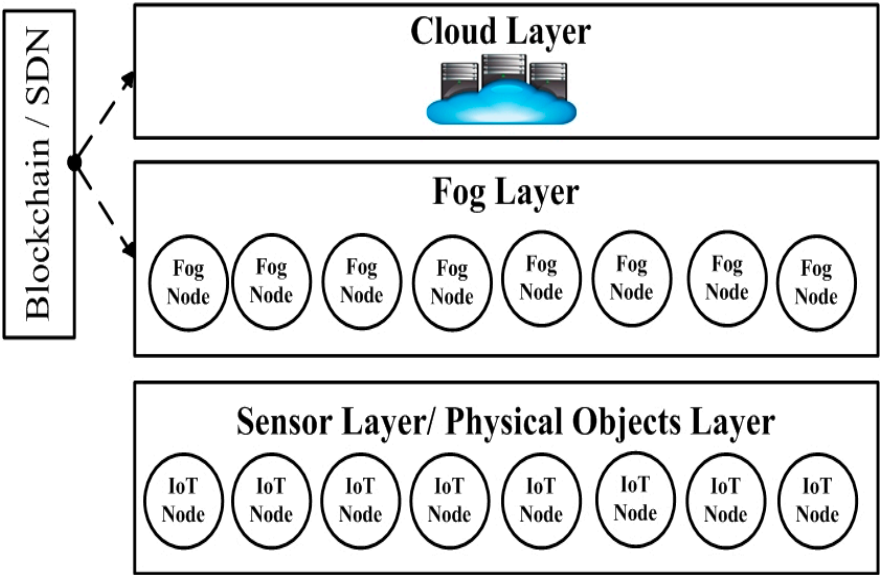 Blockchain / SDN
Cloud Layer
Fog Layer
Fog
Node
Fog
Node
Fog
Node
Fog
Node
Fog
Node
Fog
Node
Fog
Node
Fog
Node
Sensor Layer/ Physical Objects Layer
IoT
Node
IoT
Node
IoT
Node
IoT
Node
IoT
Node
IoT
Node
IoT
Node
IoT
Node